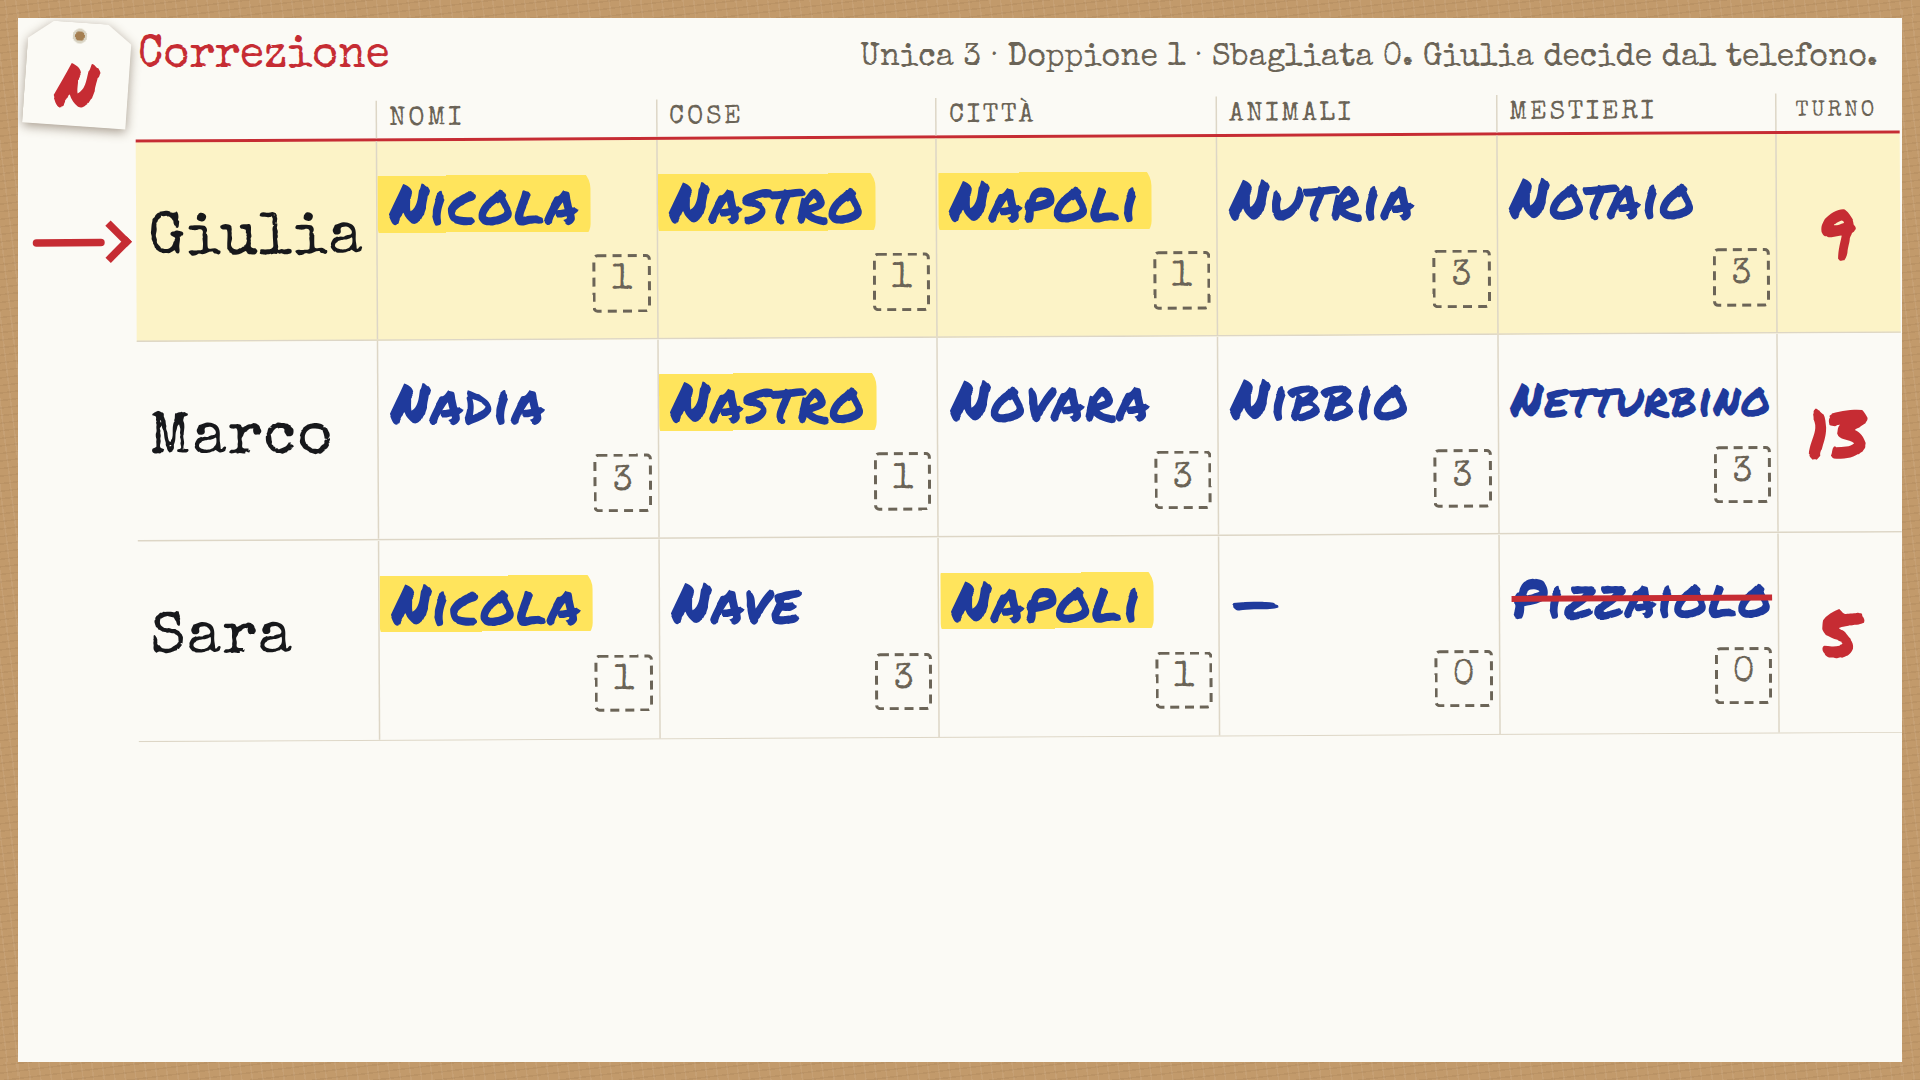 N
Correzione
Unica 3 · Doppione 1 · Sbagliata 0. Giulia decide dal telefono.
NOMI COSE CITTÀ ANIMALI MESTIERI TURNO
Giulia NICOLA NASTRO NAPOLI NUTRIA NOTAIO 9
1 1 1 3 3
Marco NADIA NASTRO NOVARA NIBBIO NETTURBINO 13
3 1 3 3 3
Sara NICOLA NAVE NAPOLI — PIZZAIOLO 5
1 3 1 0 0